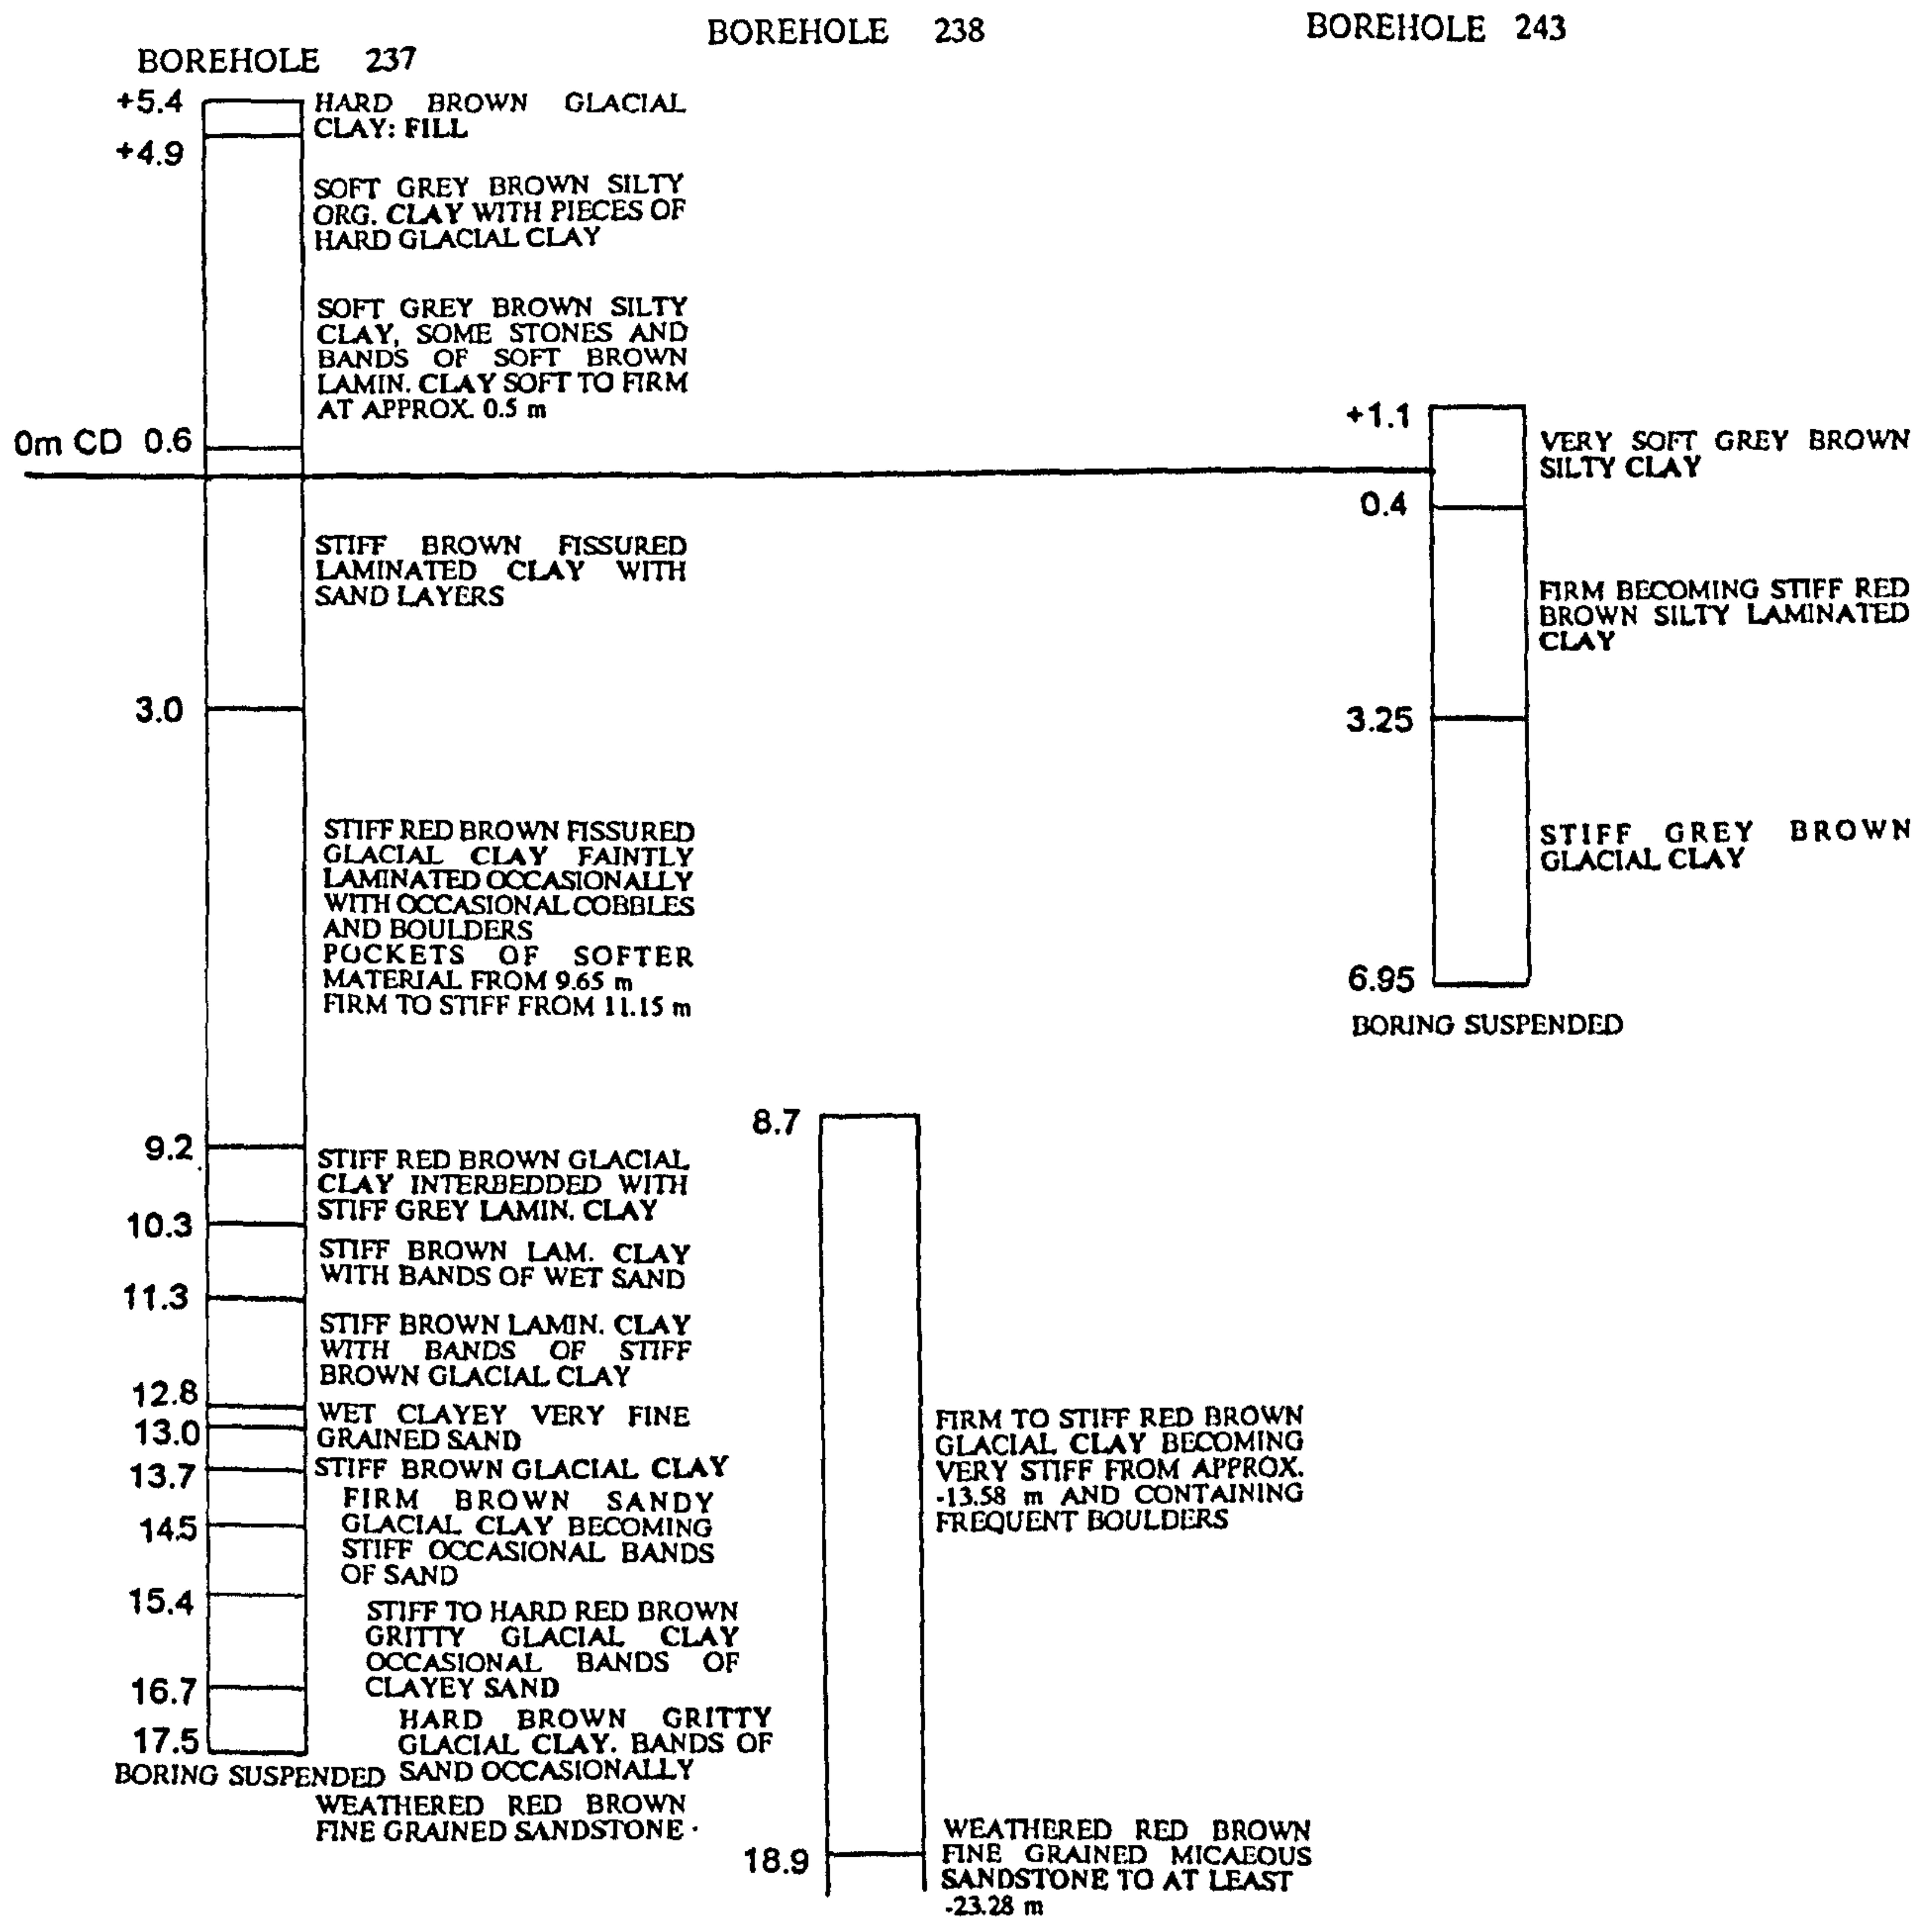 BOREHOLE 237
BOREHOLE 238
BOREHOLE 243
+5.4
HARD BROWN GLACIAL
CLAY: FILL
+4.9
SOFT GREY BROWN SILTY
ORG. CLAY WITH PIECES OF
HARD GLACIAL CLAY
SOFT GREY BROWN SILTY
CLAY, SOME STONES AND
BANDS OF SOFT BROWN
LAMIN. CLAY SOFT TO FIRM
AT APPROX. 0.5 m
0m CD 0.6
STIFF BROWN FISSURED
LAMINATED CLAY WITH
SAND LAYERS
3.0
STIFF RED BROWN FISSURED
GLACIAL CLAY FAINTLY
LAMINATED OCCASIONALLY
WITH OCCASIONAL COBBLES
AND BOULDERS
POCKETS OF SOFTER
MATERIAL FROM 9.65 m
FIRM TO STIFF FROM 11.15 m
9.2
STIFF RED BROWN GLACIAL
CLAY INTERBEDDED WITH
STIFF GREY LAMIN. CLAY
10.3
STIFF BROWN LAM. CLAY
WITH BANDS OF WET SAND
11.3
STIFF BROWN LAMIN. CLAY
WITH BANDS OF STIFF
BROWN GLACIAL CLAY
12.8
WET CLAYEY VERY FINE
GRAINED SAND
13.0
STIFF BROWN GLACIAL CLAY
13.7
FIRM BROWN SANDY
GLACIAL CLAY BECOMING
STIFF OCCASIONAL BANDS
OF SAND
14.5
15.4
STIFF TO HARD RED BROWN
GRITTY GLACIAL CLAY
OCCASIONAL BANDS OF
CLAYEY SAND
16.7
HARD BROWN GRITTY
GLACIAL CLAY. BANDS OF
SAND OCCASIONALLY
17.5
BORING SUSPENDED
WEATHERED RED BROWN
FINE GRAINED SANDSTONE
8.7
FIRM TO STIFF RED BROWN
GLACIAL CLAY BECOMING
VERY STIFF FROM APPROX.
-13.58 m AND CONTAINING
FREQUENT BOULDERS
18.9
WEATHERED RED BROWN
FINE GRAINED MICAEOUS
SANDSTONE TO AT LEAST
-23.28 m
+1.1
VERY SOFT GREY BROWN
SILTY CLAY
0.4
FIRM BECOMING STIFF RED
BROWN SILTY LAMINATED
CLAY
3.25
STIFF GREY BROWN
GLACIAL CLAY
6.95
BORING SUSPENDED